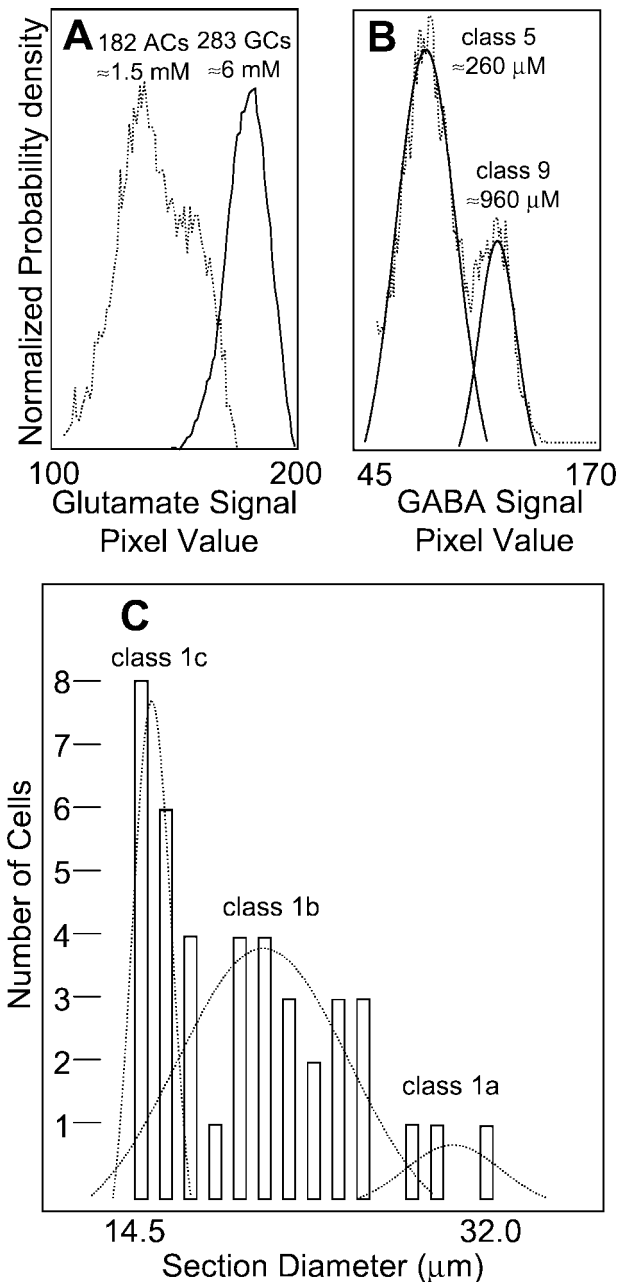 A
182 ACs
≈1.5 mM
283 GCs
≈6 mM
Normalized Probability density
100
200
Glutamate Signal
Pixel Value
B
class 5
≈260 μM
class 9
≈960 μM
45
170
GABA Signal
Pixel Value
C
class 1c
class 1b
class 1a
8
7
6
5
4
3
2
1
Number of Cells
14.5
32.0
Section Diameter (μm)